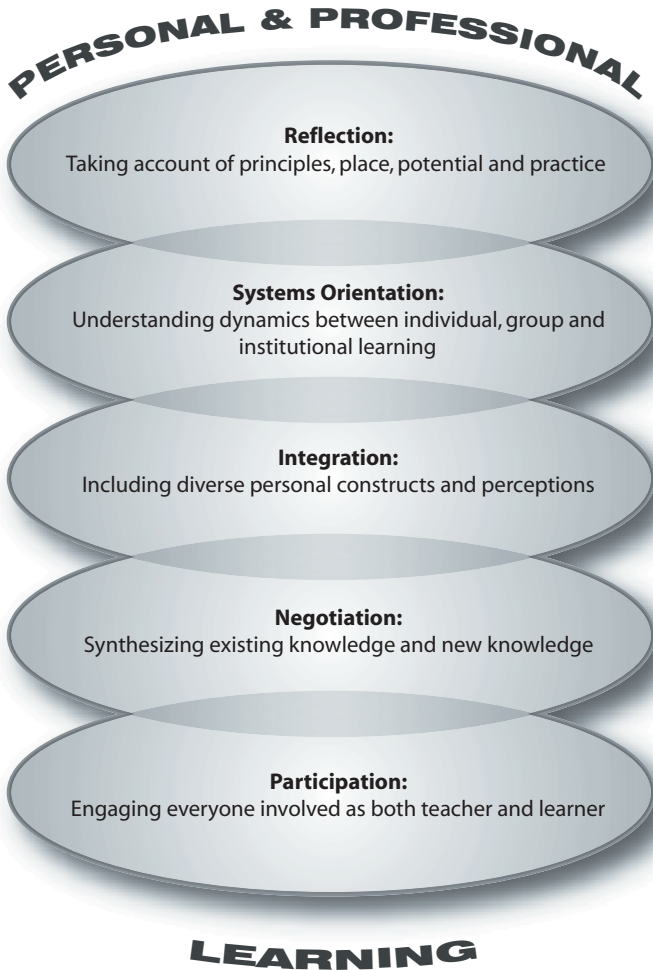 PERSONAL & PROFESSIONAL
Reflection:
Taking account of principles, place, potential and practice
Systems Orientation:
Understanding dynamics between individual, group and
institutional learning
Integration:
Including diverse personal constructs and perceptions
Negotiation:
Synthesizing existing knowledge and new knowledge
Participation:
Engaging everyone involved as both teacher and learner
LEARNING